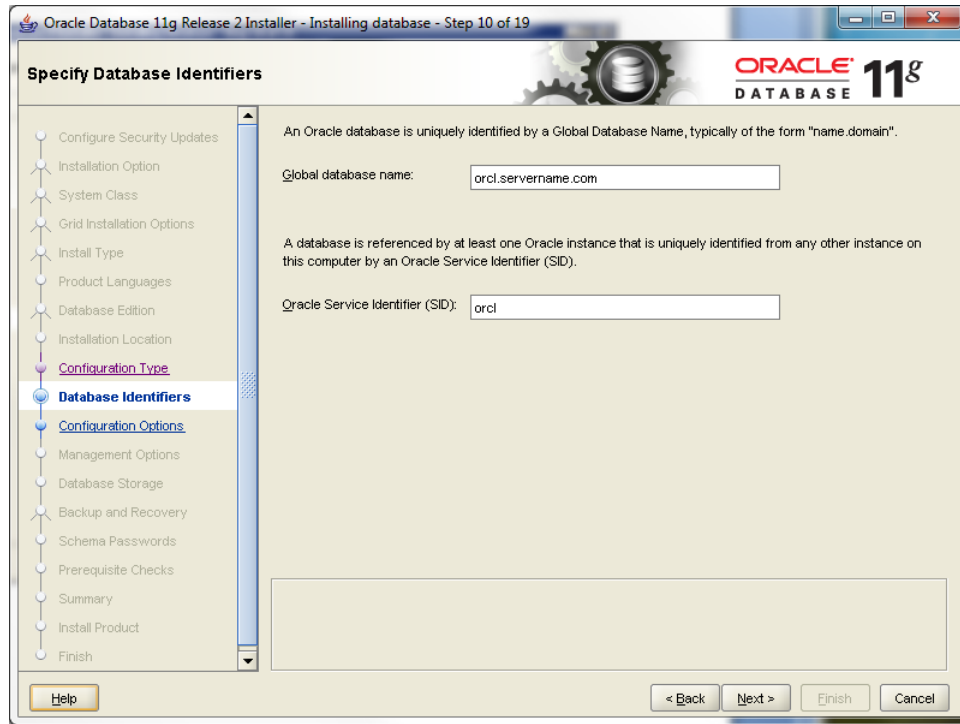 Oracle Database 11g Release 2 Installer - Installing database - Step 10 of 19
Specify Database Identifiers
ORACLE
DATABASE
11g
Configure Security Updates
Installation Option
System Class
Grid Installation Options
Install Type
Product Languages
Database Edition
Installation Location
Configuration Type
Database Identifiers
Configuration Options
Management Options
Database Storage
Backup and Recovery
Schema Passwords
Prerequisite Checks
Summary
Install Product
Finish
An Oracle database is uniquely identified by a Global Database Name, typically of the form "name.domain".
Global database name: orcl.servername.com
A database is referenced by at least one Oracle instance that is uniquely identified from any other instance on
this computer by an Oracle Service Identifier (SID).
Oracle Service Identifier (SID): orcl
Help
< Back
Next >
Finish
Cancel